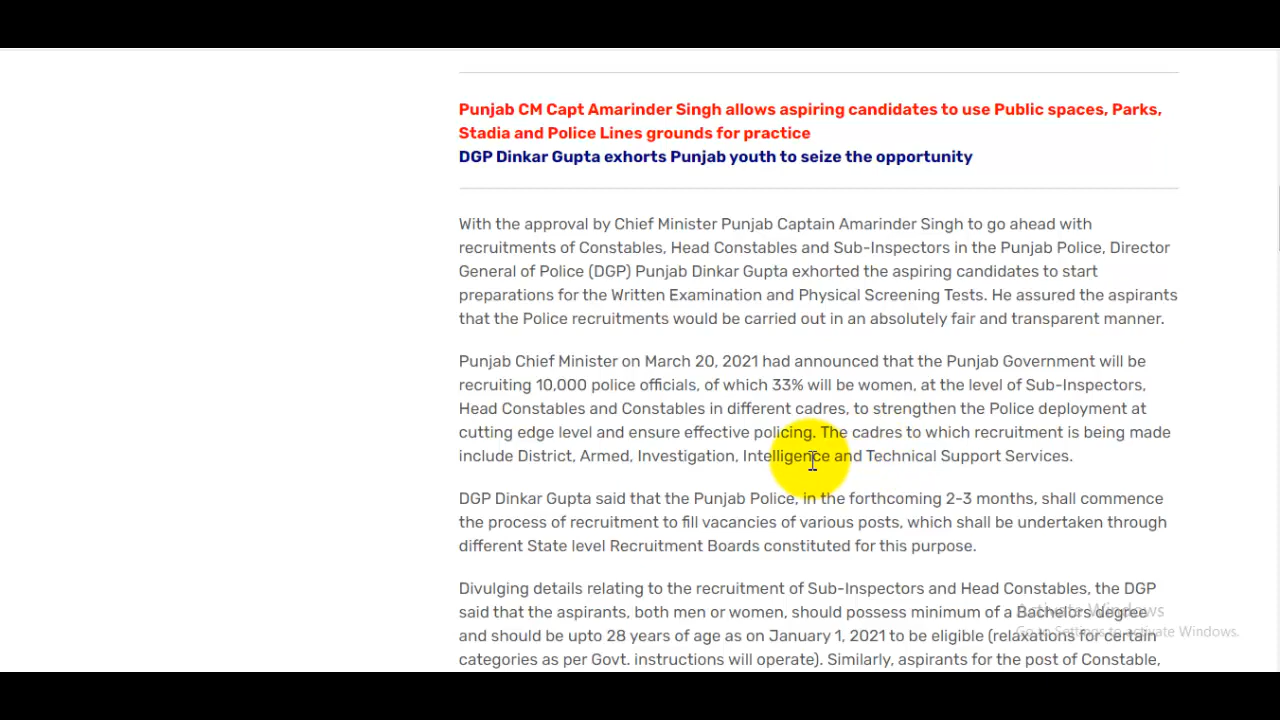 Punjab CM Capt Amarinder Singh allows aspiring candidates to use Public spaces, Parks,
Stadia and Police Lines grounds for practice
DGP Dinkar Gupta exhorts Punjab youth to seize the opportunity
With the approval by Chief Minister Punjab Captain Amarinder Singh to go ahead with
recruitments of Constables, Head Constables and Sub-Inspectors in the Punjab Police, Director
General of Police (DGP) Punjab Dinkar Gupta exhorted the aspiring candidates to start
preparations for the Written Examination and Physical Screening Tests. He assured the aspirants
that the Police recruitments would be carried out in an absolutely fair and transparent manner.
Punjab Chief Minister on March 20, 2021 had announced that the Punjab Government will be
recruiting 10,000 police officials, of which 33% will be women, at the level of Sub-Inspectors,
Head Constables and Constables in different cadres, to strengthen the Police deployment at
cutting edge level and ensure effective policing. The cadres to which recruitment is being made
include District, Armed, Investigation, Intelligence and Technical Support Services.
DGP Dinkar Gupta said that the Punjab Police, in the forthcoming 2-3 months, shall commence
the process of recruitment to fill vacancies of various posts, which shall be undertaken through
different State level Recruitment Boards constituted for this purpose.
Divulging details relating to the recruitment of Sub-Inspectors and Head Constables, the DGP
said that the aspirants, both men or women, should possess minimum of a Bachelors degree
and should be upto 28 years of age as on January 1, 2021 to be eligible (relaxations for certain
categories as per Govt. instructions will operate). Similarly, aspirants for the post of Constable,
Activate Windows
Go to Settings to activate Windows.